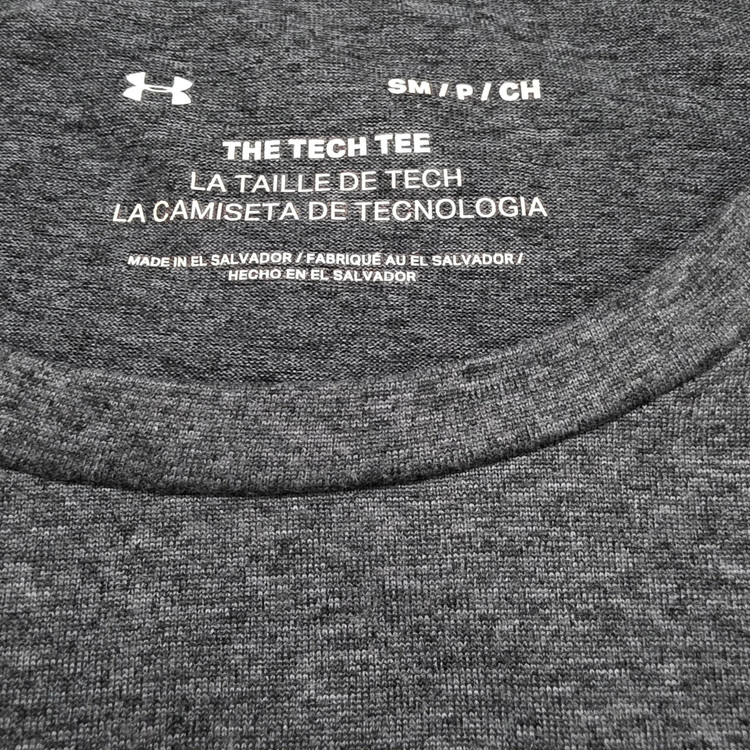 SM / P / CH
THE TECH TEE
LA TAILLE DE TECH
LA CAMISETA DE TECNOLOGIA
MADE IN EL SALVADOR / FABRIQUÉ AU EL SALVADOR /
HECHO EN EL SALVADOR